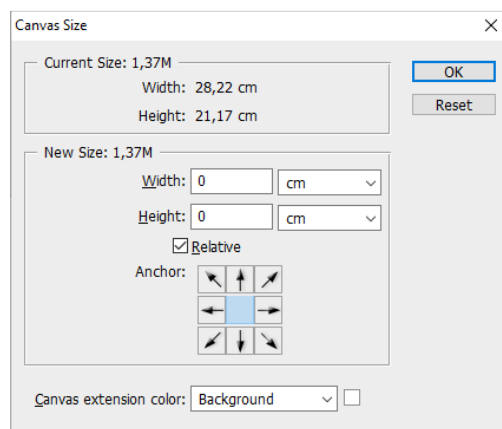 Canvas Size
Current Size: 1,37M
Width: 28,22 cm
Height: 21,17 cm
OK
Reset
New Size: 1,37M
Width: 0 cm
Height: 0 cm
Relative
Anchor:
Canvas extension color: Background